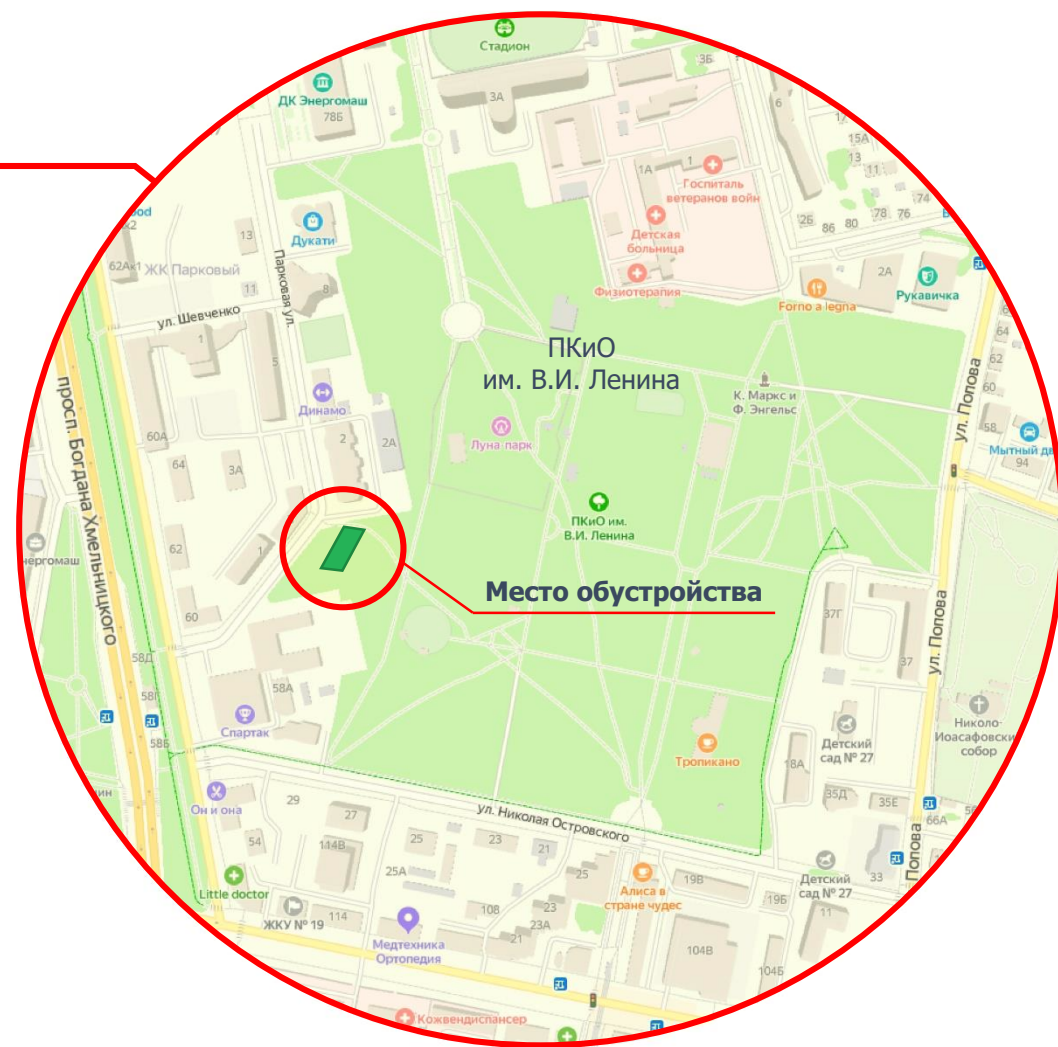 Стадион
3Б
ДК Энергомаш
78Б
3А
6
15А
13
11
1А
1
Госпиталь
ветеранов войн
74
78
76
80
86
2Б
Детская
больница
Физиотерапия
13
Дукати
62Ак1
ЖК Парковый
Парковая ул.
11
8
ул. Шевченко
1
5
Forno a legna
2А
Рукавичка
64
62
60
58
ПКиО
им. В.И. Ленина
К. Маркс и
Ф. Энгельс
ул. Попова
Мытный дв
94
Динамо
Луна-парк
просп. Богдана Хмельницкого
60А
64
3А
2
2А
ПКиО им.
В.И. Ленина
нергомаш
62
1
Место обустройства
60
37Г
37
ул. Попова
58Д
58Г
58Б
58А
Спартак
Тропикано
Детский
сад № 27
18А
Николо-
Иоасафовски
собор
Он и она
29
27
ул. Николая Островского
35Д
35Е
66А
54
114В
25
23
21
25А
25
Little doctor
Алиса в
стране чудес
19В
19Б
Детский
сад № 27
33
Попова
ЖКУ № 19
114
108
23
23А
21
11
Медтехника
Ортопедия
104В
104Б
Кожвендиспансер